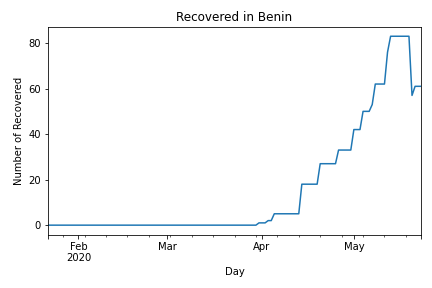 Recovered in Benin
Number of Recovered
80
60
40
20
0
Feb
2020
Mar
Apr
May
Day